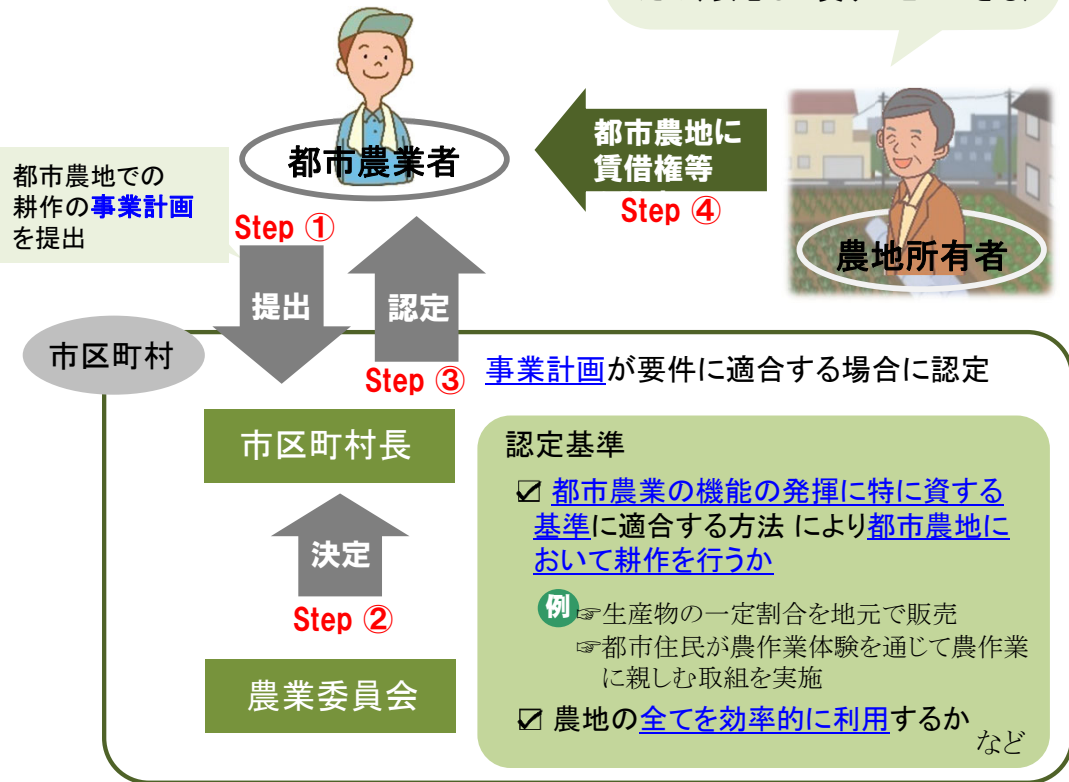 都市農業者
都市農地に
賃借権等
Step ④
農地所有者
都市農地での
耕作の事業計画
を提出
Step ①
提出
認定
Step ③
市区町村
事業計画が要件に適合する場合に認定
市区町村長
決定
Step ②
農業委員会
認定基準
☑ 都市農業の機能の発揮に特に資する
基準に適合する方法 により都市農地に
おいて耕作を行うか
例 ☞生産物の一定割合を地元で販売
☞都市住民が農作業体験を通じて農作業
に親しむ取組を実施
☑ 農地の全てを効率的に利用するか
など